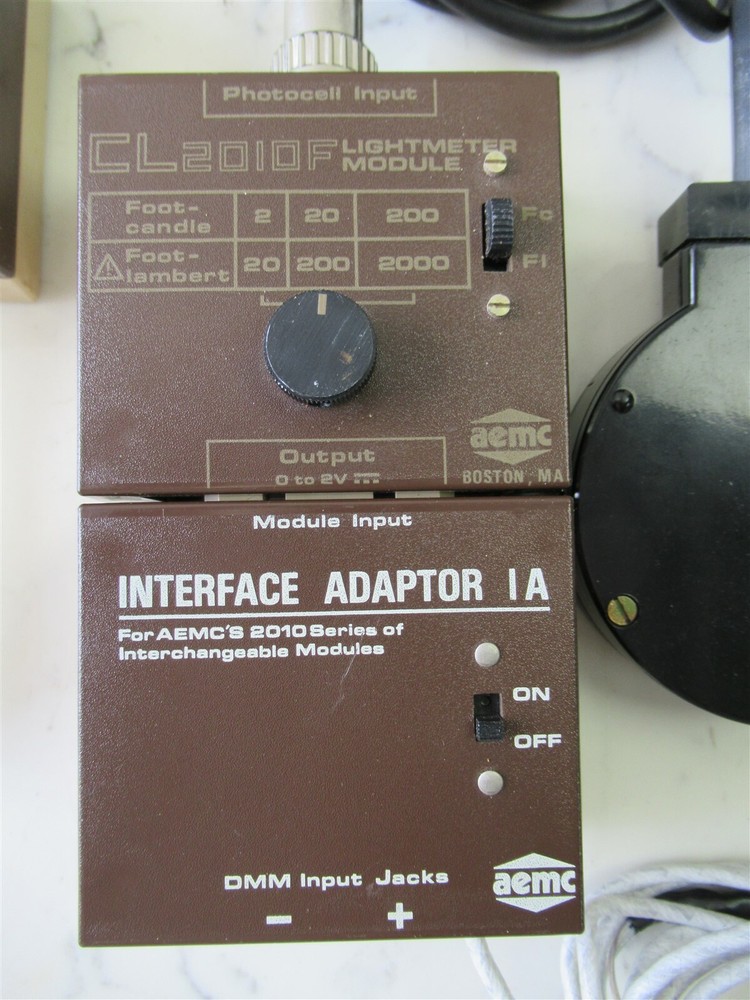 Photocell Input
CL2010F LIGHTMETER
MODULE
Foot-candle 2 20 200
Fc
Foot-lambert 20 200 2000
Fl
Output
0 to 2V
aemc
BOSTON, MA
Module Input
INTERFACE ADAPTOR IA
For AEMC'S 2010 Series of
Interchangeable Modules
ON
OFF
DMM Input Jacks
- +
aemc